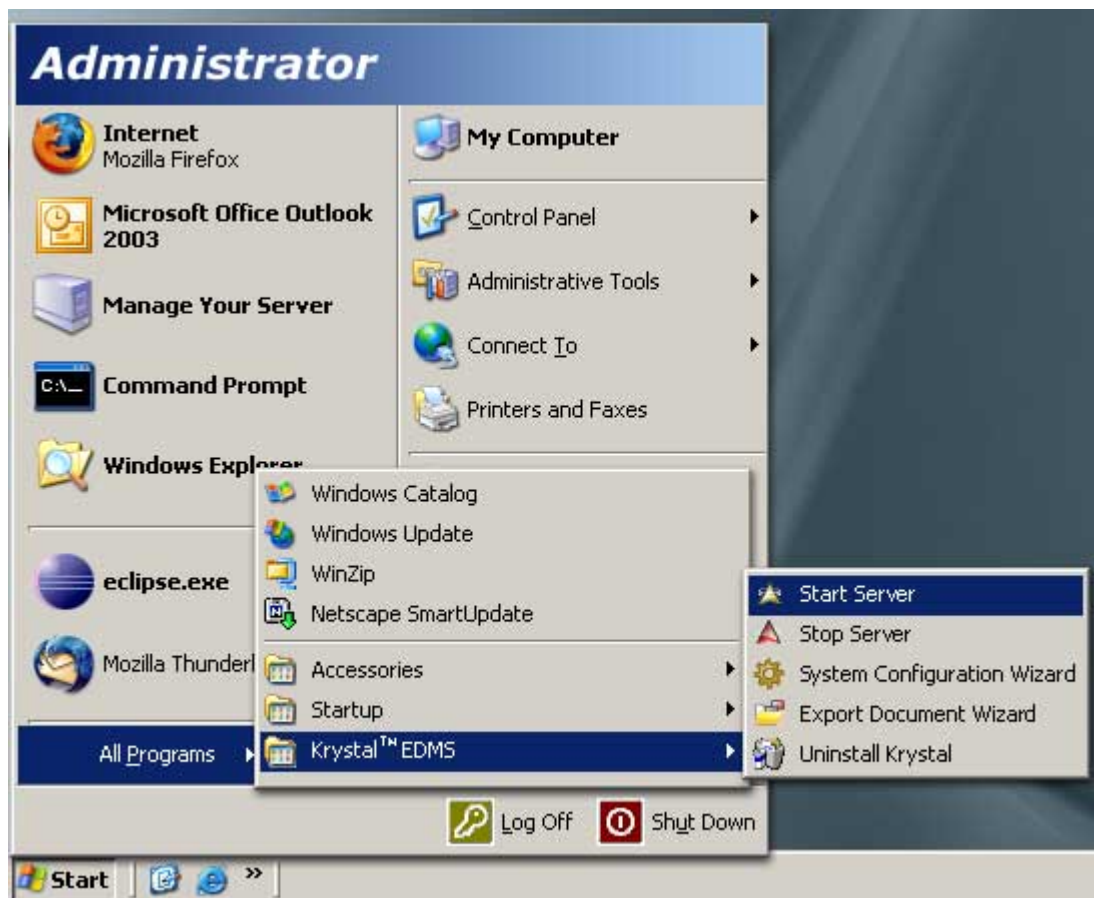 Administrator
Internet
Mozilla Firefox
Microsoft Office Outlook
2003
Manage Your Server
Command Prompt
Windows Explorer
eclipse.exe
Mozilla Thunder
All Programs
My Computer
Control Panel
Administrative Tools
Connect To
Printers and Faxes
Windows Catalog
Windows Update
WinZip
Netscape SmartUpdate
Accessories
Startup
Krystal™ EDMS
Start Server
Stop Server
System Configuration Wizard
Export Document Wizard
Uninstall Krystal
Log Off
Shut Down
Start
»